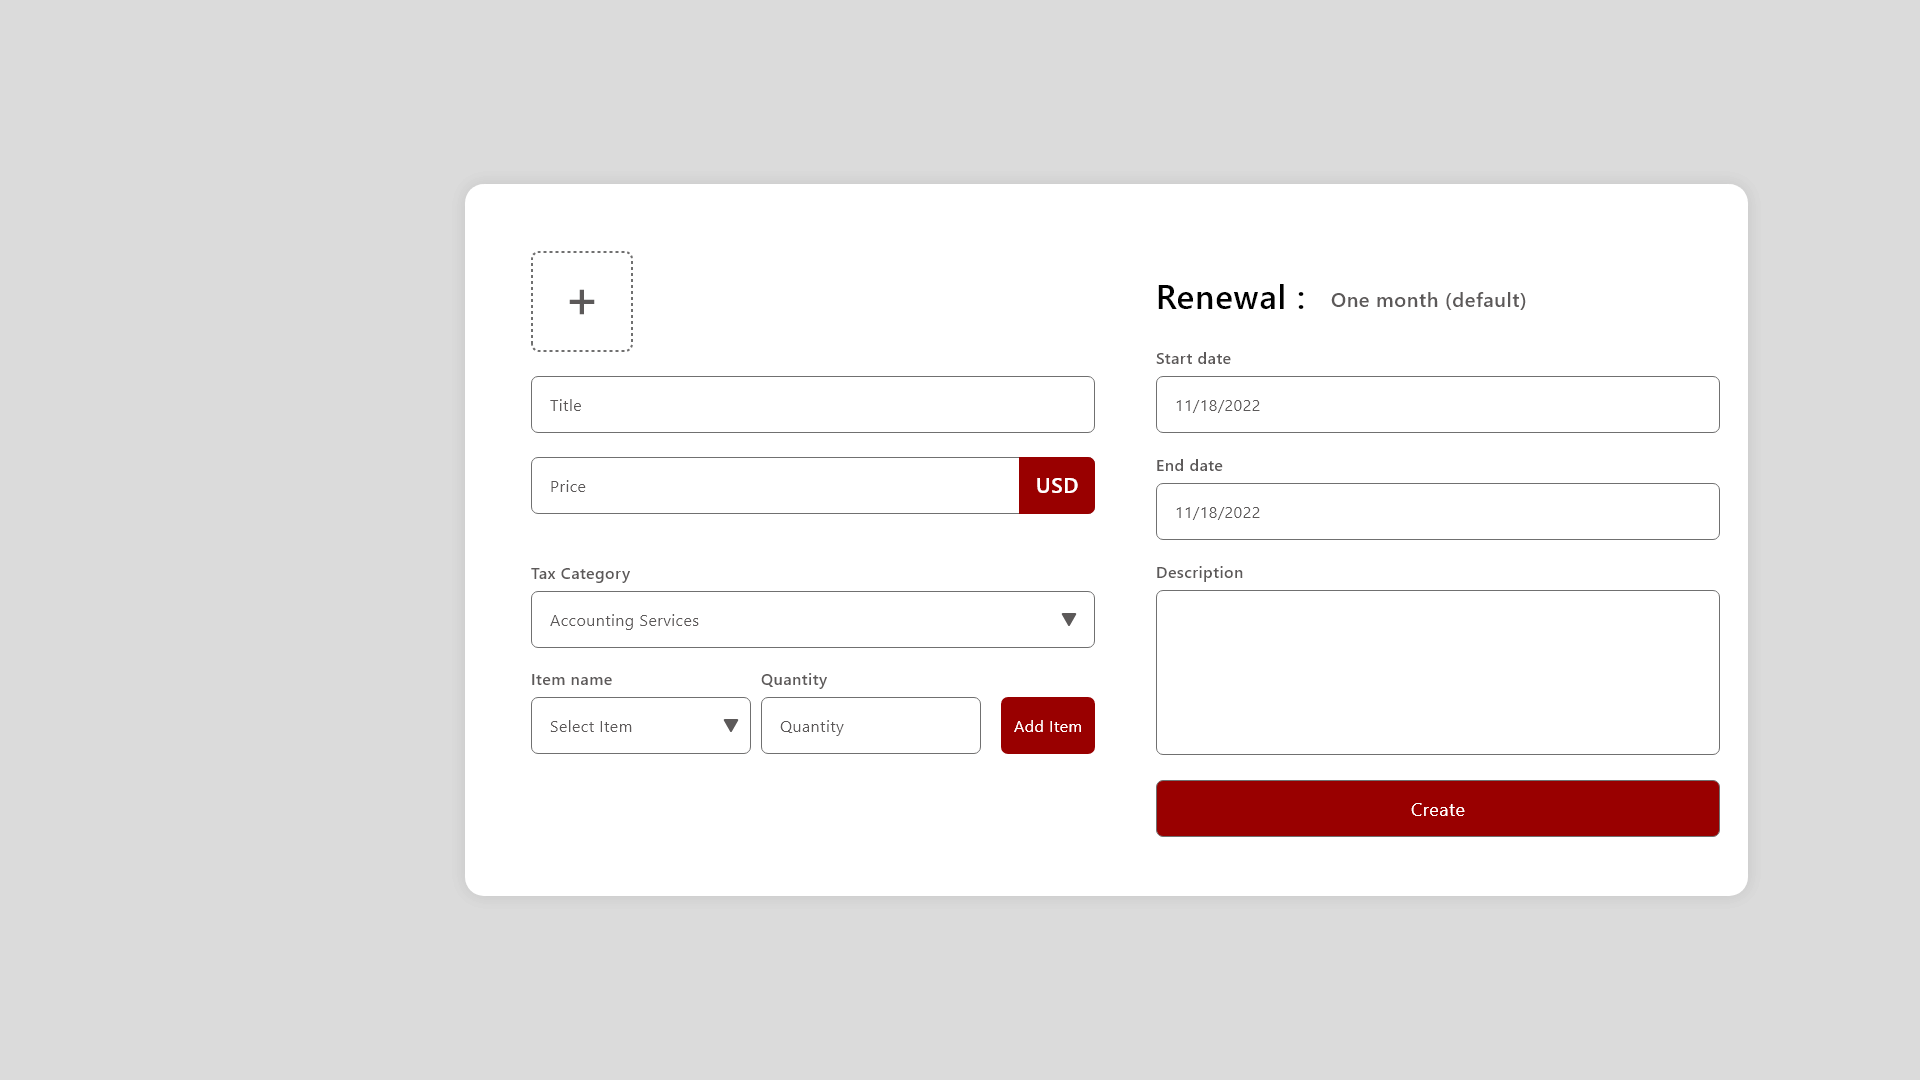 +
Title
Price
USD
Tax Category
Accounting Services
Item name
Quantity
Select Item
Quantity
Add Item
Renewal :
One month (default)
Start date
11/18/2022
End date
11/18/2022
Description
Create